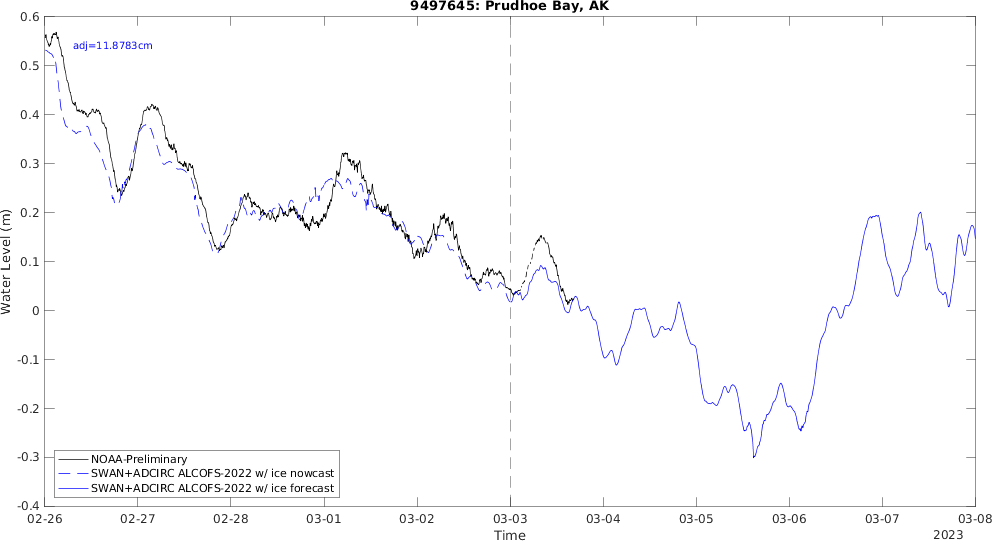 9497645: Prudhoe Bay, AK
adj=11.8783cm
0.6
0.5
0.4
0.3
0.2
0.1
0
-0.1
-0.2
-0.3
-0.4
Water Level (m)
NOAA-Preliminary
SWAN+ADCIRC ALCOFS-2022 w/ ice nowcast
SWAN+ADCIRC ALCOFS-2022 w/ ice forecast
02-26 02-27 02-28 03-01 03-02 03-03 03-04 03-05 03-06 03-07 03-08
Time
2023